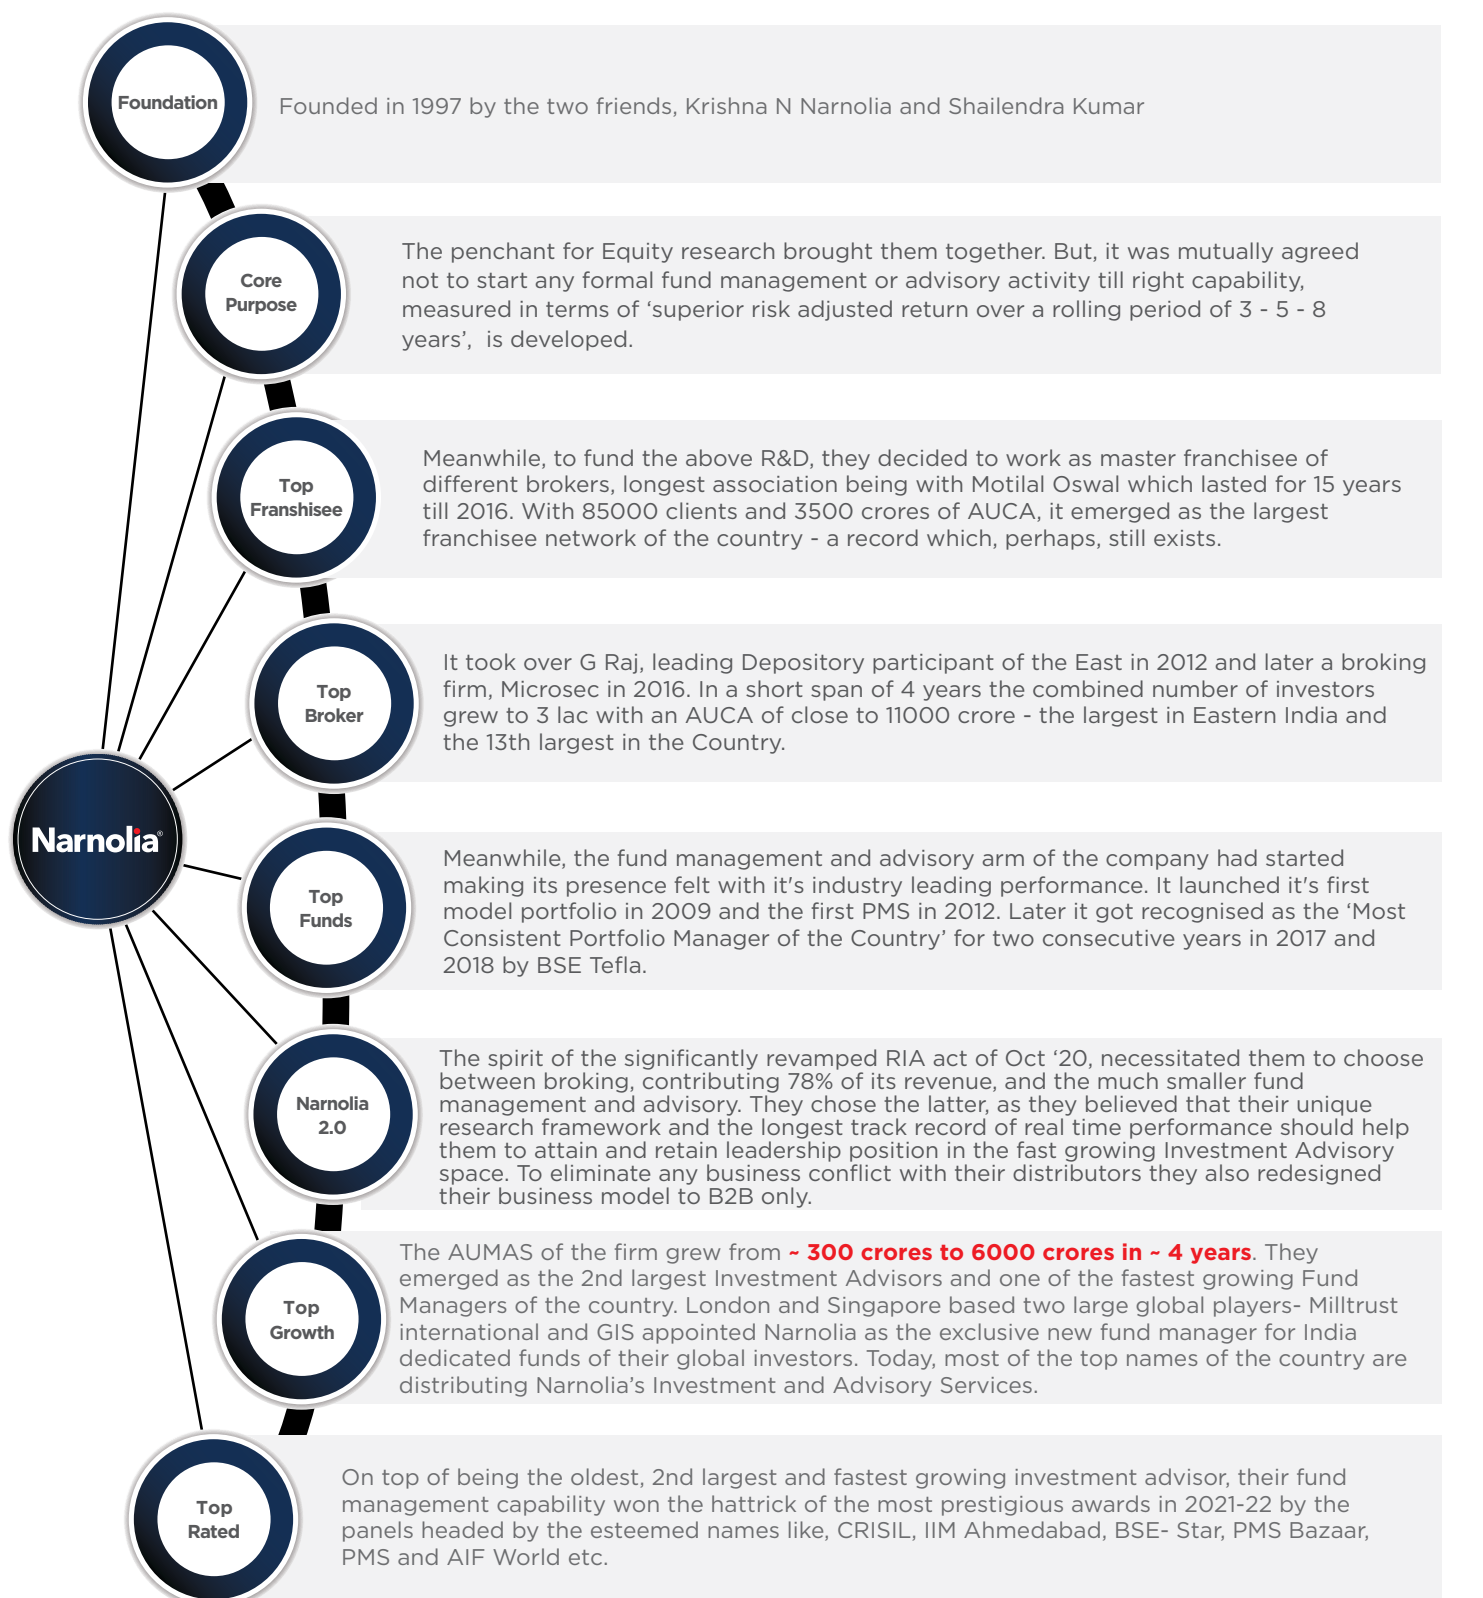 Foundation
Founded in 1997 by the two friends, Krishna N Narnolia and Shailendra Kumar
Core
Purpose
The penchant for Equity research brought them together. But, it was mutually agreed
not to start any formal fund management or advisory activity till right capability,
measured in terms of ‘superior risk adjusted return over a rolling period of 3 - 5 - 8
years’, is developed.
Top
Franshisee
Meanwhile, to fund the above R&D, they decided to work as master franchisee of
different brokers, longest association being with Motilal Oswal which lasted for 15 years
till 2016. With 85000 clients and 3500 crores of AUCA, it emerged as the largest
franchisee network of the country - a record which, perhaps, still exists.
Top
Broker
It took over G Raj, leading Depository participant of the East in 2012 and later a broking
firm, Microsec in 2016. In a short span of 4 years the combined number of investors
grew to 3 lac with an AUCA of close to 11000 crore - the largest in Eastern India and
the 13th largest in the Country.
Narnolia®
Top
Funds
Meanwhile, the fund management and advisory arm of the company had started
making its presence felt with it's industry leading performance. It launched it's first
model portfolio in 2009 and the first PMS in 2012. Later it got recognised as the ‘Most
Consistent Portfolio Manager of the Country’ for two consecutive years in 2017 and
2018 by BSE Tefla.
Narnolia
2.0
The spirit of the significantly revamped RIA act of Oct ‘20, necessitated them to choose
between broking, contributing 78% of its revenue, and the much smaller fund
management and advisory. They chose the latter, as they believed that their unique
research framework and the longest track record of real time performance should help
them to attain and retain leadership position in the fast growing Investment Advisory
space. To eliminate any business conflict with their distributors they also redesigned
their business model to B2B only.
Top
Growth
The AUMAS of the firm grew from ~ 300 crores to 6000 crores in ~ 4 years. They
emerged as the 2nd largest Investment Advisors and one of the fastest growing Fund
Managers of the country. London and Singapore based two large global players- Milltrust
international and GIS appointed Narnolia as the exclusive new fund manager for India
dedicated funds of their global investors. Today, most of the top names of the country are
distributing Narnolia’s Investment and Advisory Services.
Top
Rated
On top of being the oldest, 2nd largest and fastest growing investment advisor, their fund
management capability won the hattrick of the most prestigious awards in 2021-22 by the
panels headed by the esteemed names like, CRISIL, IIM Ahmedabad, BSE- Star, PMS Bazaar,
PMS and AIF World etc.